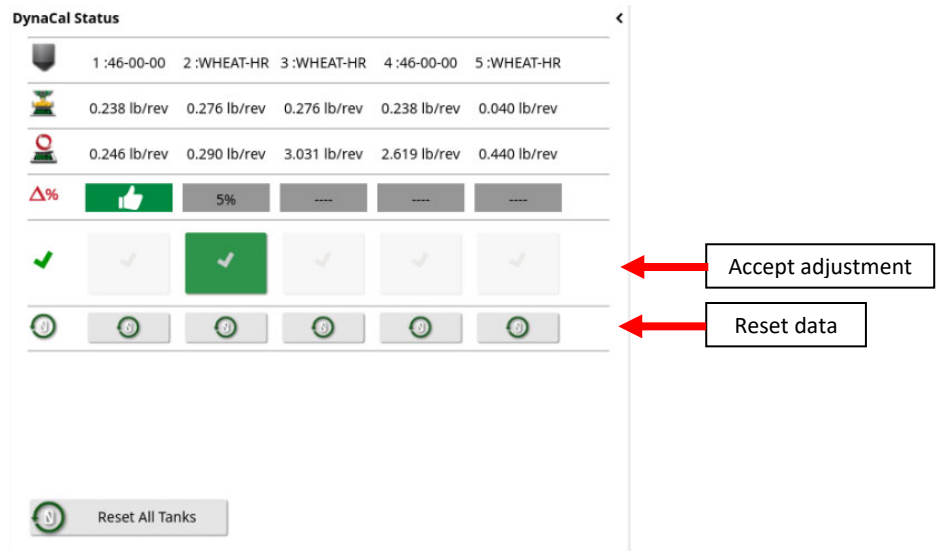 DynaCal Status
1 :46-00-00 2 :WHEAT-HR 3 :WHEAT-HR 4 :46-00-00 5 :WHEAT-HR
0.238 lb/rev 0.276 lb/rev 0.276 lb/rev 0.238 lb/rev 0.040 lb/rev
0.246 lb/rev 0.290 lb/rev 3.031 lb/rev 2.619 lb/rev 0.440 lb/rev
Δ% 5% ---- ---- ----
Accept adjustment
Reset data
Reset All Tanks